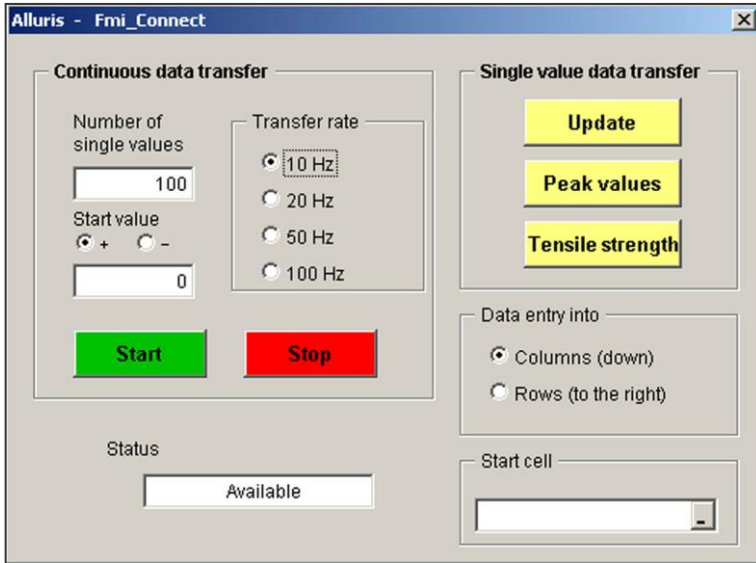 Alluris - Fmi_Connect
Continuous data transfer
Number of
single values
100
Start value
+ -
0
Transfer rate
10 Hz
20 Hz
50 Hz
100 Hz
Start
Stop
Status
Available
Single value data transfer
Update
Peak values
Tensile strength
Data entry into
Columns (down)
Rows (to the right)
Start cell